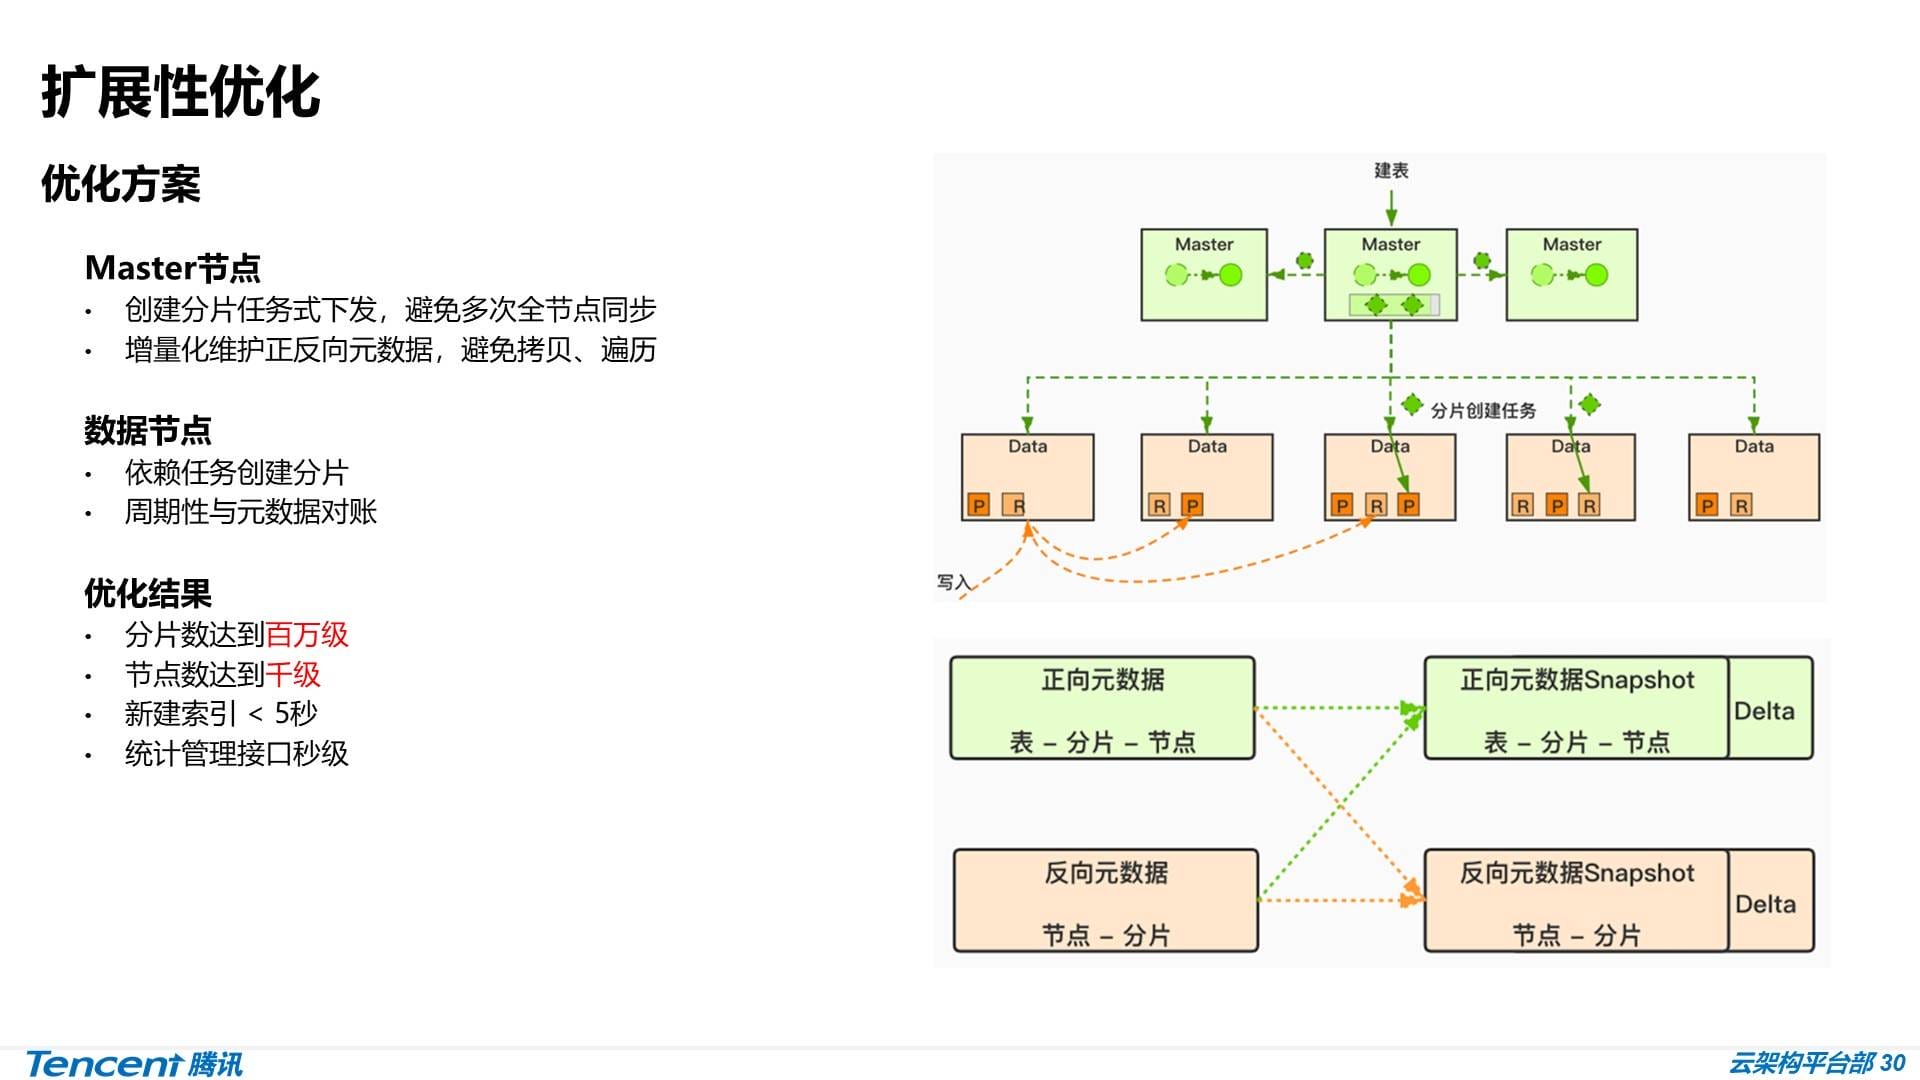 扩展性优化
优化方案
Master节点
• 创建分片任务式下发，避免多次全节点同步
• 增量化维护正反向元数据，避免拷贝、遍历
数据节点
• 依赖任务创建分片
• 周期性与元数据对账
优化结果
• 分片数达到百万级
• 节点数达到千级
• 新建索引 < 5秒
• 统计管理接口秒级
建表
Master Master Master
分片创建任务
Data Data Data Data Data
P R R P P R P R P R P R
写入
正向元数据 正向元数据Snapshot
Delta
表 – 分片 – 节点 表 – 分片 – 节点
反向元数据 反向元数据Snapshot
Delta
节点 – 分片 节点 – 分片
Tencent 腾讯
云架构平台部 30